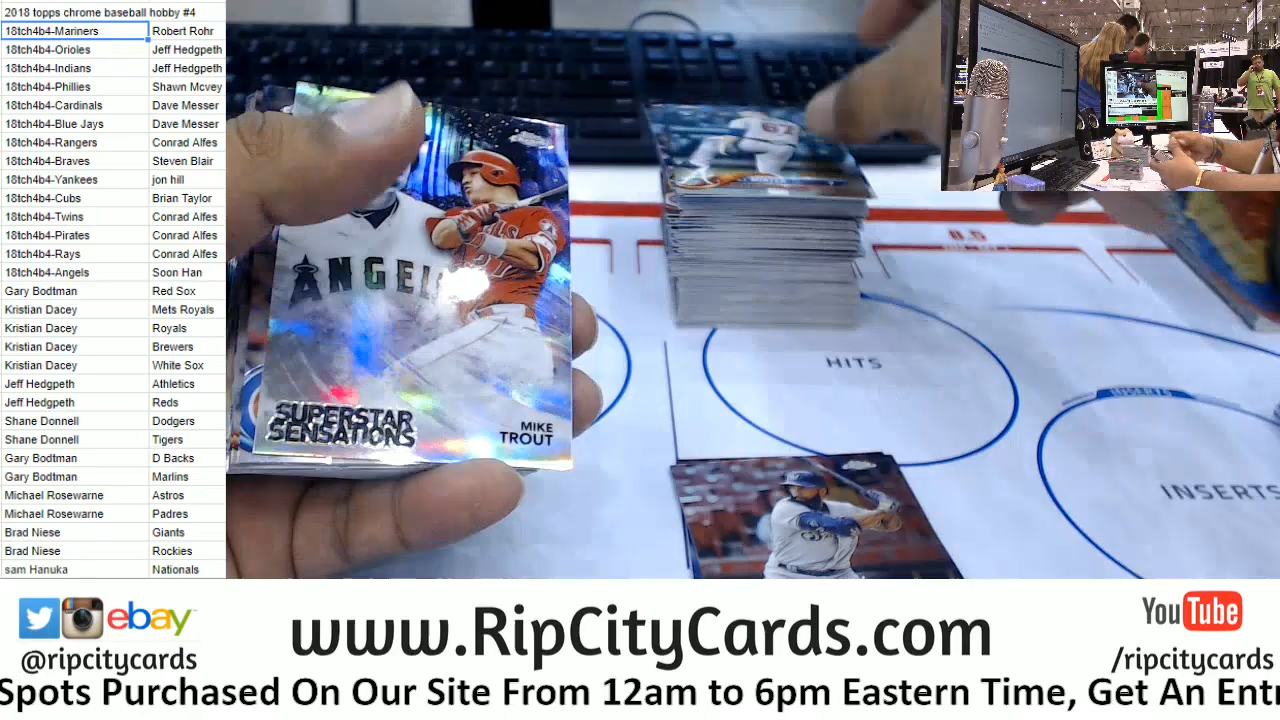 2018 topps chrome baseball hobby #4
18tch4b4-Mariners Robert Rohr
18tch4b4-Orioles Jeff Hedgpeth
18tch4b4-Indians Jeff Hedgpeth
18tch4b4-Phillies Shawn Mcvey
18tch4b4-Cardinals Dave Messer
18tch4b4-Blue Jays Dave Messer
18tch4b4-Rangers Conrad Alfes
18tch4b4-Braves Steven Blair
18tch4b4-Yankees jon hill
18tch4b4-Cubs Brian Taylor
18tch4b4-Twins Conrad Alfes
18tch4b4-Pirates Conrad Alfes
18tch4b4-Rays Conrad Alfes
18tch4b4-Angels Soon Han
Gary Bodtman Red Sox
Kristian Dacey Mets Royals
Kristian Dacey Royals
Kristian Dacey Brewers
Kristian Dacey White Sox
Jeff Hedgpeth Athletics
Jeff Hedgpeth Reds
Shane Donnell Dodgers
Shane Donnell Tigers
Gary Bodtman D Backs
Gary Bodtman Marlins
Michael Rosewarne Astros
Michael Rosewarne Padres
Brad Niese Giants
Brad Niese Rockies
sam Hanuka Nationals
ANGEL
SUPERSTAR
SENSATIONS
MIKE
TROUT
HITS
INSERTS
INSERTS
ebay
@ripcitycards
www.RipCityCards.com
YouTube
/ripcitycards
Spots Purchased On Our Site From 12am to 6pm Eastern Time, Get An Entr